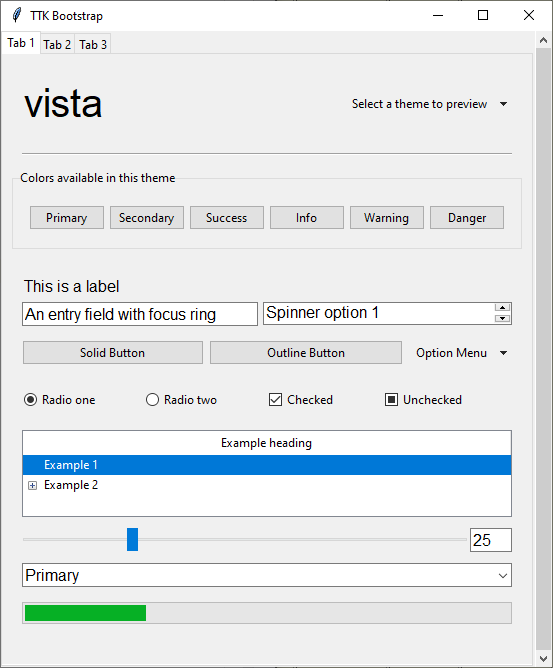 TTK Bootstrap
Tab 1 Tab 2 Tab 3
vista
Select a theme to preview
Colors available in this theme
Primary Secondary Success Info Warning Danger
This is a label
An entry field with focus ring Spinner option 1
Solid Button Outline Button Option Menu
Radio one Radio two Checked Unchecked
Example heading
Example 1
Example 2
25
Primary